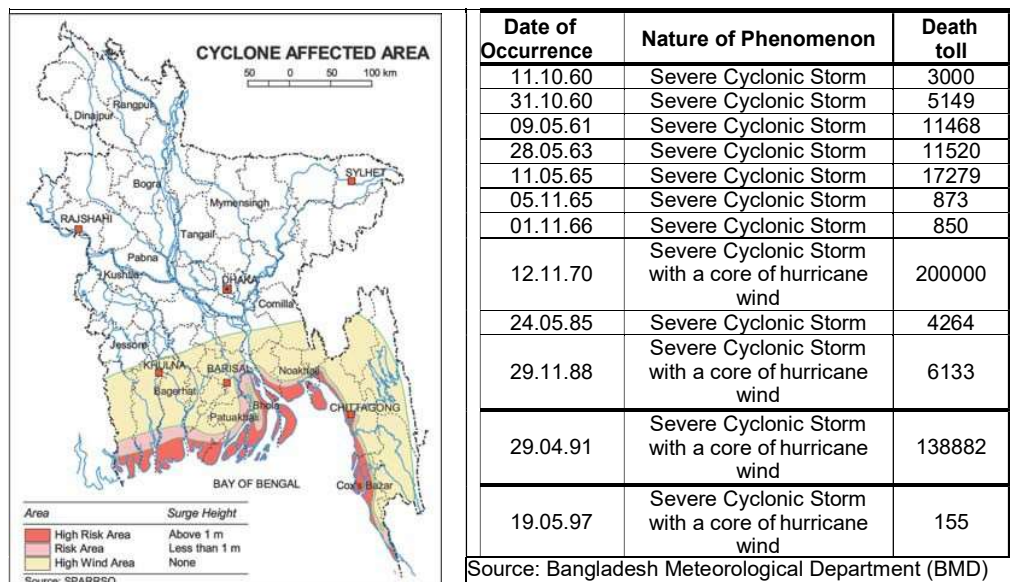 CYCLONE AFFECTED AREA
50 0 50 100 km
Rangpur
Dinajpur
SYLHET
Bogra
Mymensingh
RAJSHAHI
Tangail
Pabna
Kushtia
DHAKA
Comilla
Jessore
KHULNA
BARISAL
Noakhali
Bagerhat
Bhola
Patuakhali
CHITTAGONG
BAY OF BENGAL
Cox's Bazar
Area Surge Height
High Risk Area Above 1 m
Risk Area Less than 1 m
High Wind Area None
Source: SPARRSO
Date of Occurrence Nature of Phenomenon Death toll
11.10.60 Severe Cyclonic Storm 3000
31.10.60 Severe Cyclonic Storm 5149
09.05.61 Severe Cyclonic Storm 11468
28.05.63 Severe Cyclonic Storm 11520
11.05.65 Severe Cyclonic Storm 17279
05.11.65 Severe Cyclonic Storm 873
01.11.66 Severe Cyclonic Storm 850
12.11.70 Severe Cyclonic Storm with a core of hurricane wind 200000
24.05.85 Severe Cyclonic Storm 4264
29.11.88 Severe Cyclonic Storm with a core of hurricane wind 6133
29.04.91 Severe Cyclonic Storm with a core of hurricane wind 138882
19.05.97 Severe Cyclonic Storm with a core of hurricane wind 155
Source: Bangladesh Meteorological Department (BMD)